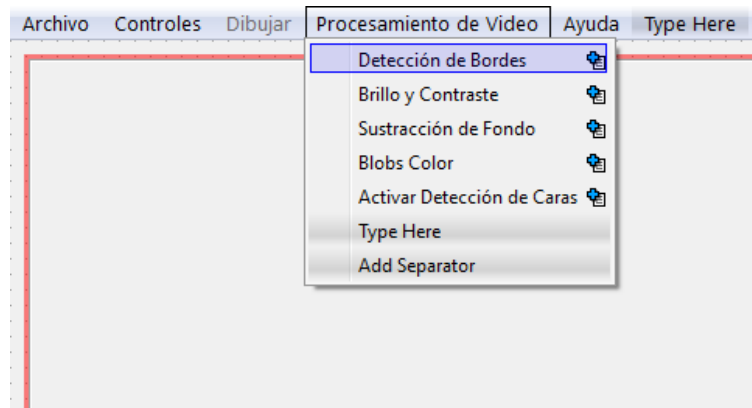 Archivo Controles Dibujar Procesamiento de Video Ayuda Type Here
Detección de Bordes
Brillo y Contraste
Sustracción de Fondo
Blobs Color
Activar Detección de Caras
Type Here
Add Separator